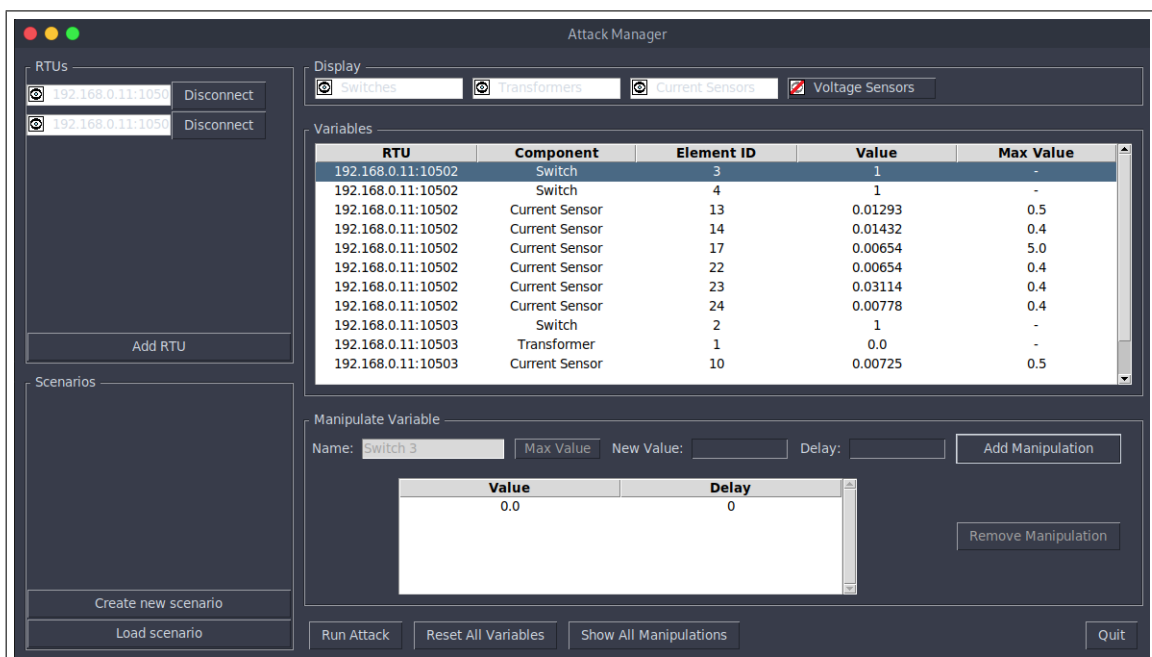 Attack Manager
RTUs
192.168.0.11:1050 Disconnect
192.168.0.11:1050 Disconnect
Add RTU
Scenarios
Create new scenario
Load scenario
Display
Switches Transformers Current Sensors Voltage Sensors
Variables
RTU Component Element ID Value Max Value
192.168.0.11:10502 Switch 3 1 -
192.168.0.11:10502 Switch 4 1 -
192.168.0.11:10502 Current Sensor 13 0.01293 0.5
192.168.0.11:10502 Current Sensor 14 0.01432 0.4
192.168.0.11:10502 Current Sensor 17 0.00654 5.0
192.168.0.11:10502 Current Sensor 22 0.00654 0.4
192.168.0.11:10502 Current Sensor 23 0.03114 0.4
192.168.0.11:10502 Current Sensor 24 0.00778 0.4
192.168.0.11:10503 Switch 2 1 -
192.168.0.11:10503 Transformer 1 0.0 -
192.168.0.11:10503 Current Sensor 10 0.00725 0.5
Manipulate Variable
Name: Switch 3 Max Value New Value: Delay: Add Manipulation
Value Delay
0.0 0
Remove Manipulation
Run Attack Reset All Variables Show All Manipulations Quit